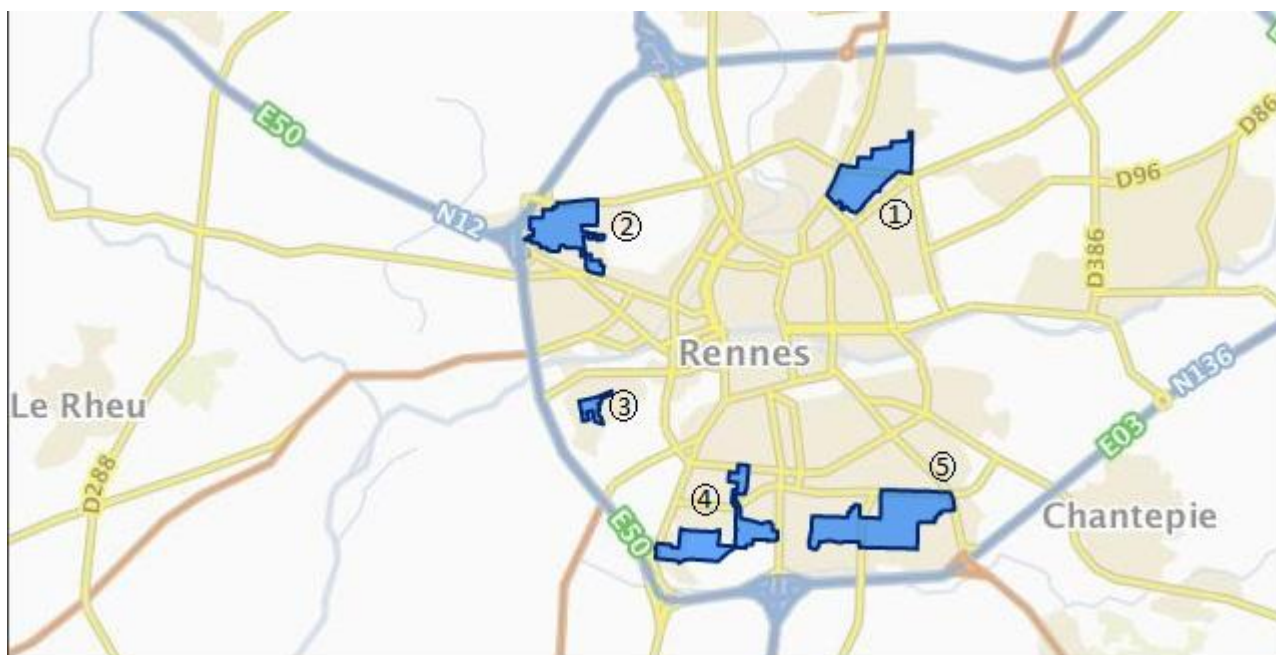 E50
D86
D96
①
②
N12
D386
Rennes
N136
Le Rheu
③
E03
D288
⑤
④
E50
Chantepie